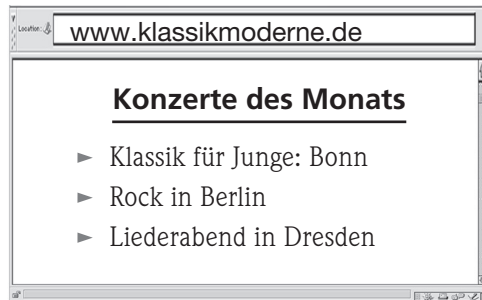 Location:
www.klassikmoderne.de
Konzerte des Monats
► Klassik für Junge: Bonn
► Rock in Berlin
► Liederabend in Dresden